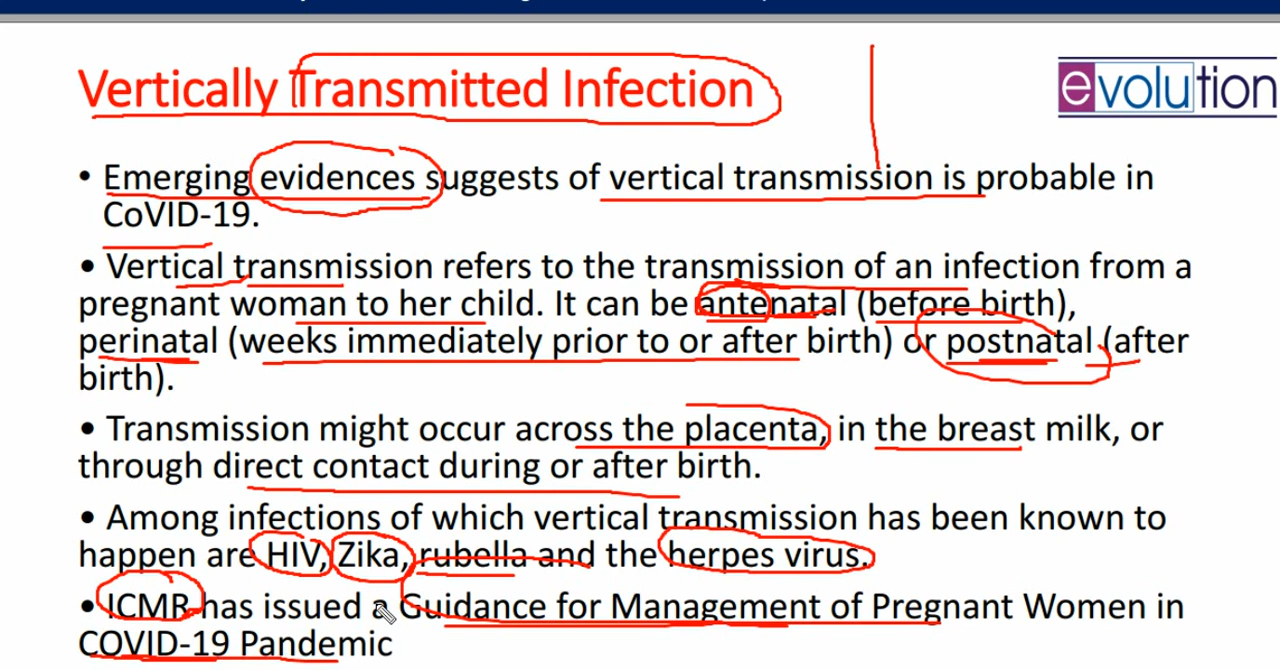 Vertically Transmitted Infection
evolution
• Emerging evidences suggests of vertical transmission is probable in
CoVID-19.
• Vertical transmission refers to the transmission of an infection from a
pregnant woman to her child. It can be antenatal (before birth),
perinatal (weeks immediately prior to or after birth) or postnatal (after
birth).
• Transmission might occur across the placenta, in the breast milk, or
through direct contact during or after birth.
• Among infections of which vertical transmission has been known to
happen are HIV, Zika, rubella and the herpes virus.
• ICMR has issued a Guidance for Management of Pregnant Women in
COVID-19 Pandemic